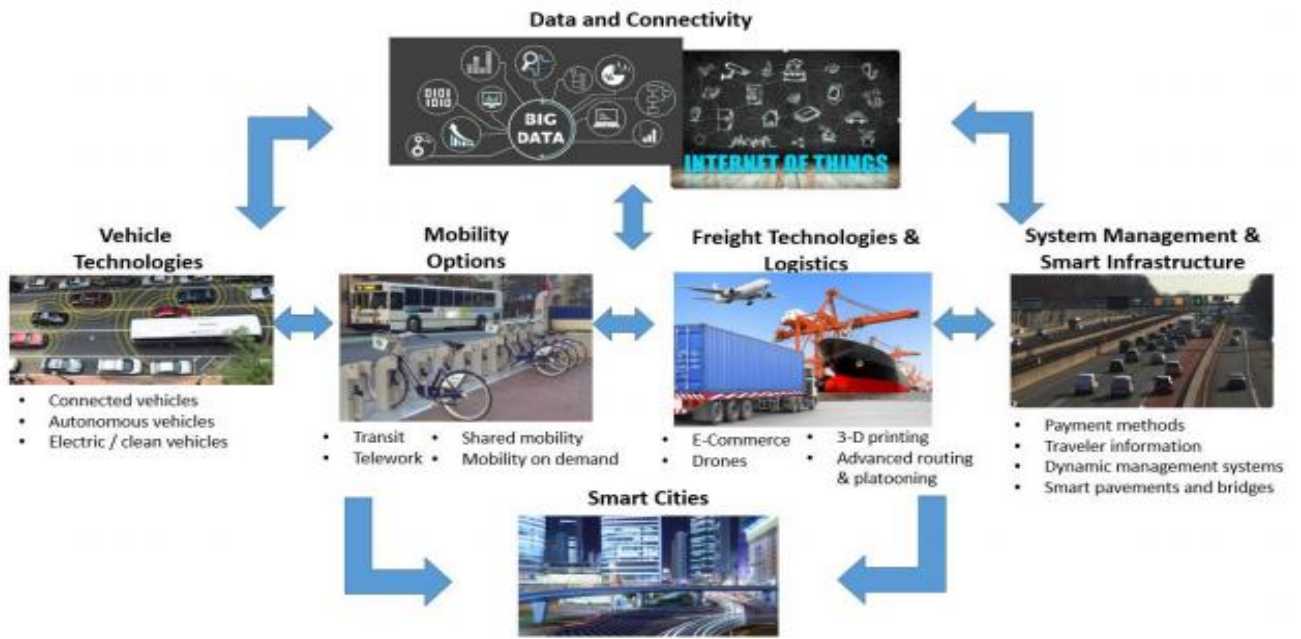 Data and Connectivity
0101
1010
BIG
DATA
INTERNET OF THINGS
Vehicle
Technologies
Mobility
Options
Freight Technologies &
Logistics
System Management &
Smart Infrastructure
• Connected vehicles
• Autonomous vehicles
• Electric / clean vehicles
• Transit
• Telework
• Shared mobility
• Mobility on demand
• E-Commerce
• Drones
• 3-D printing
• Advanced routing
& platooning
• Payment methods
• Traveler information
• Dynamic management systems
• Smart pavements and bridges
Smart Cities